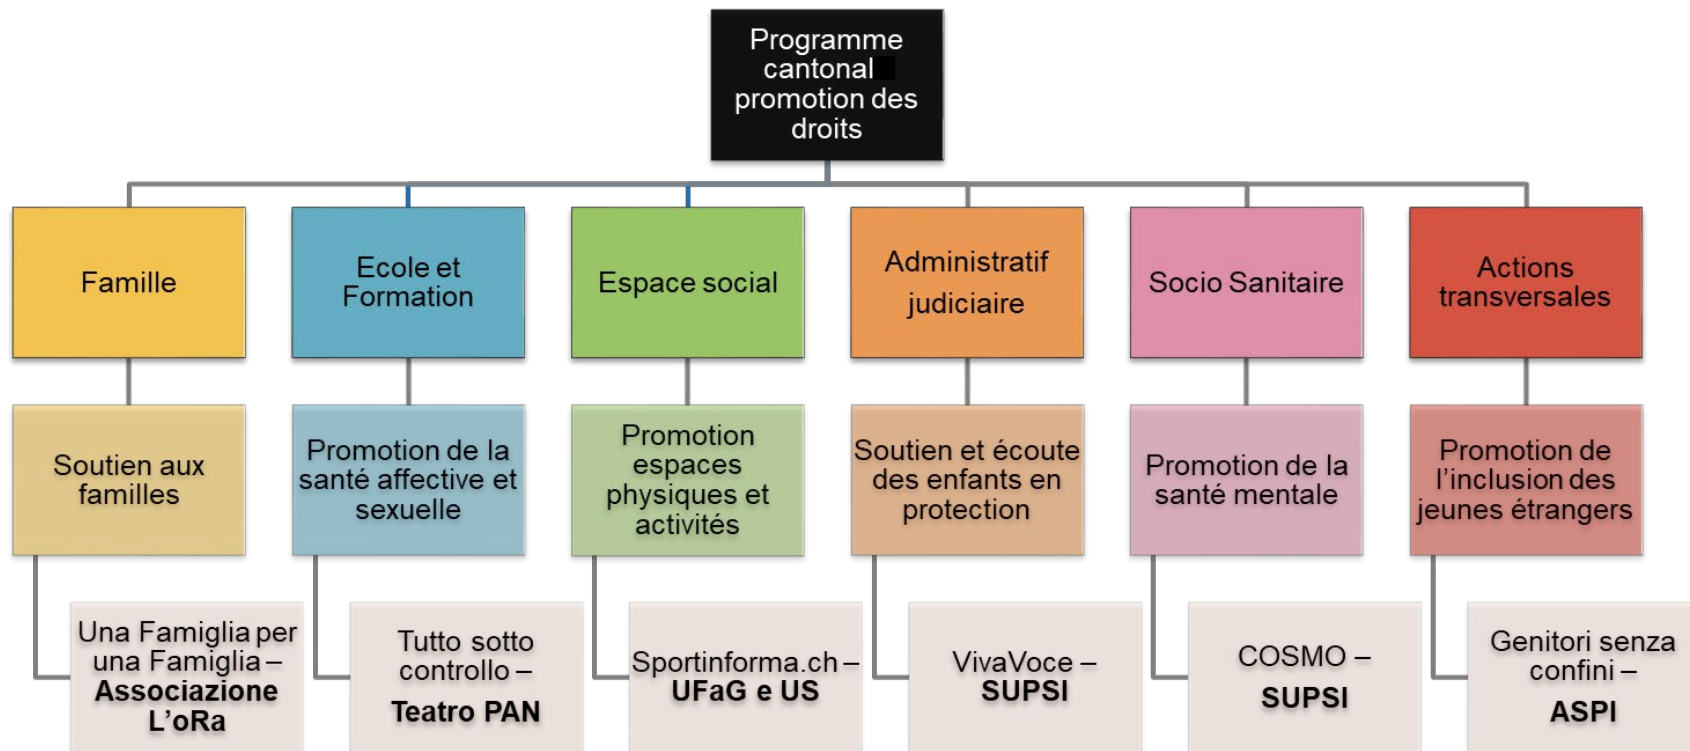 Programme
cantonal
promotion des
droits
Famille
Ecole et
Formation
Espace social
Administratif
judiciaire
Socio Sanitaire
Actions
transversales
Soutien aux
familles
Promotion de la
santé affective et
sexuelle
Promotion
espaces
physiques et
activités
Soutien et écoute
des enfants en
protection
Promotion de la
santé mentale
Promotion de
l’inclusion des
jeunes étrangers
Una Famiglia per
una Famiglia –
Associazione
L’oRa
Tutto sotto
controllo –
Teatro PAN
Sportinforma.ch –
UFaG e US
VivaVoce –
SUPSI
COSMO –
SUPSI
Genitori senza
confini –
ASPI